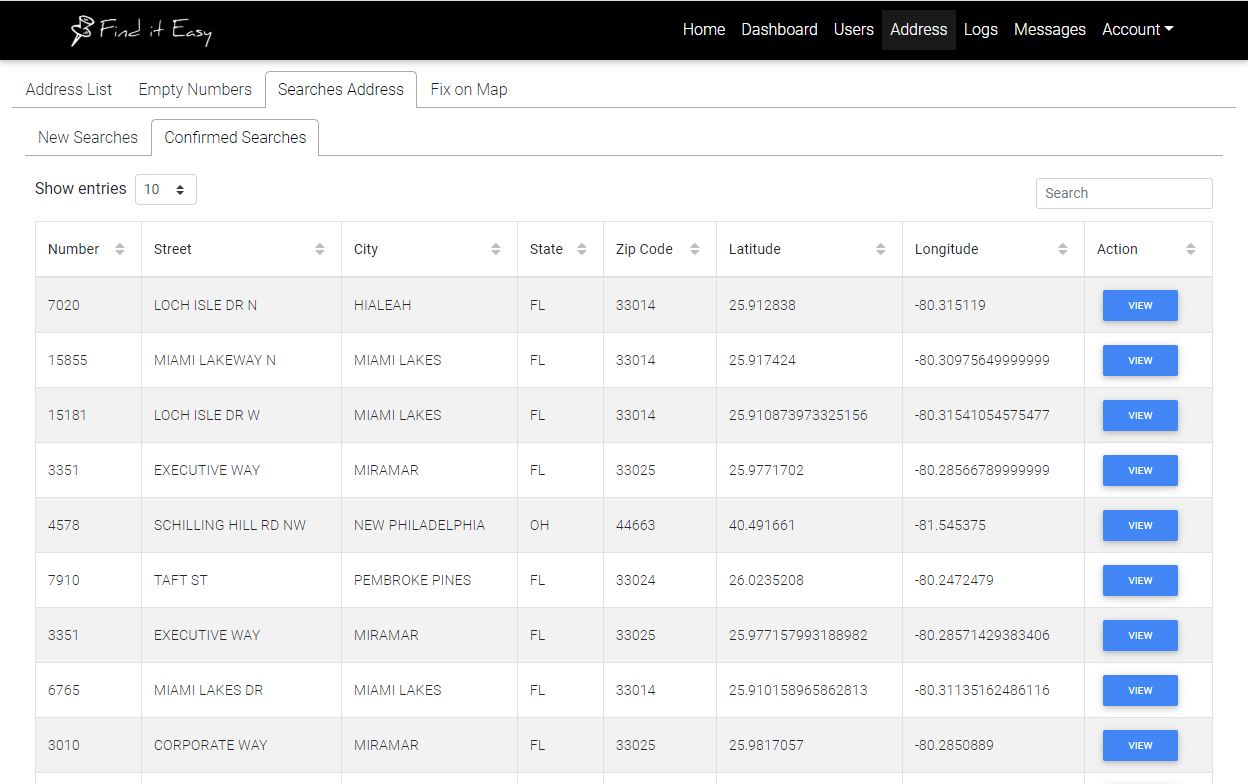 Find it Easy Home Dashboard Users Address Logs Messages Account
Address List Empty Numbers Searches Address Fix on Map
New Searches Confirmed Searches
Show entries 10 Search
Number Street City State Zip Code Latitude Longitude Action
7020 LOCH ISLE DR N HIALEAH FL 33014 25.912838 -80.315119 VIEW
15855 MIAMI LAKEWAY N MIAMI LAKES FL 33014 25.917424 -80.30975649999999 VIEW
15181 LOCH ISLE DR W MIAMI LAKES FL 33014 25.910873973325156 -80.31541054575477 VIEW
3351 EXECUTIVE WAY MIRAMAR FL 33025 25.9771702 -80.28566789999999 VIEW
4578 SCHILLING HILL RD NW NEW PHILADELPHIA OH 44663 40.491661 -81.545375 VIEW
7910 TAFT ST PEMBROKE PINES FL 33024 26.0235208 -80.2472479 VIEW
3351 EXECUTIVE WAY MIRAMAR FL 33025 25.977157993188982 -80.28571429383406 VIEW
6765 MIAMI LAKES DR MIAMI LAKES FL 33014 25.910158965862813 -80.31135162486116 VIEW
3010 CORPORATE WAY MIRAMAR FL 33025 25.9817057 -80.2850889 VIEW